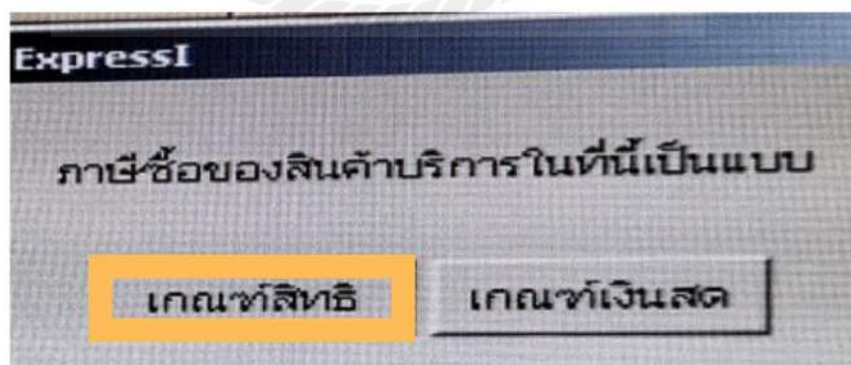 ExpressI
ภาษีซื้อของสินค้าบริการในที่นี้เป็นแบบ
เกณฑ์สิทธิ
เกณฑ์เงินสด